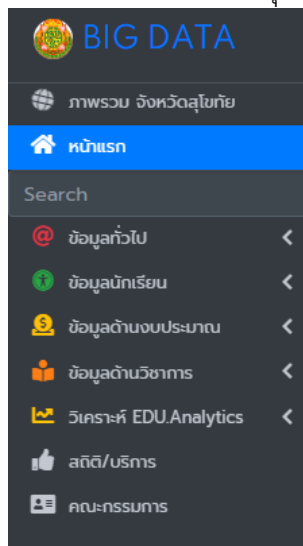 BIG DATA
ภาพรวม จังหวัดสุโขทัย
หน้าแรก
Search
ข้อมูลทั่วไป
ข้อมูลนักเรียน
ข้อมูลด้านงบประมาณ
ข้อมูลด้านวิชาการ
วิเคราะห์ EDU.Analytics
สถิติ/บริการ
คณะกรรมการ